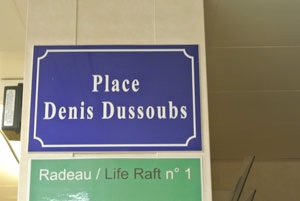 Place
Denis Dussoubs
Radeau / Life Raft n° 1